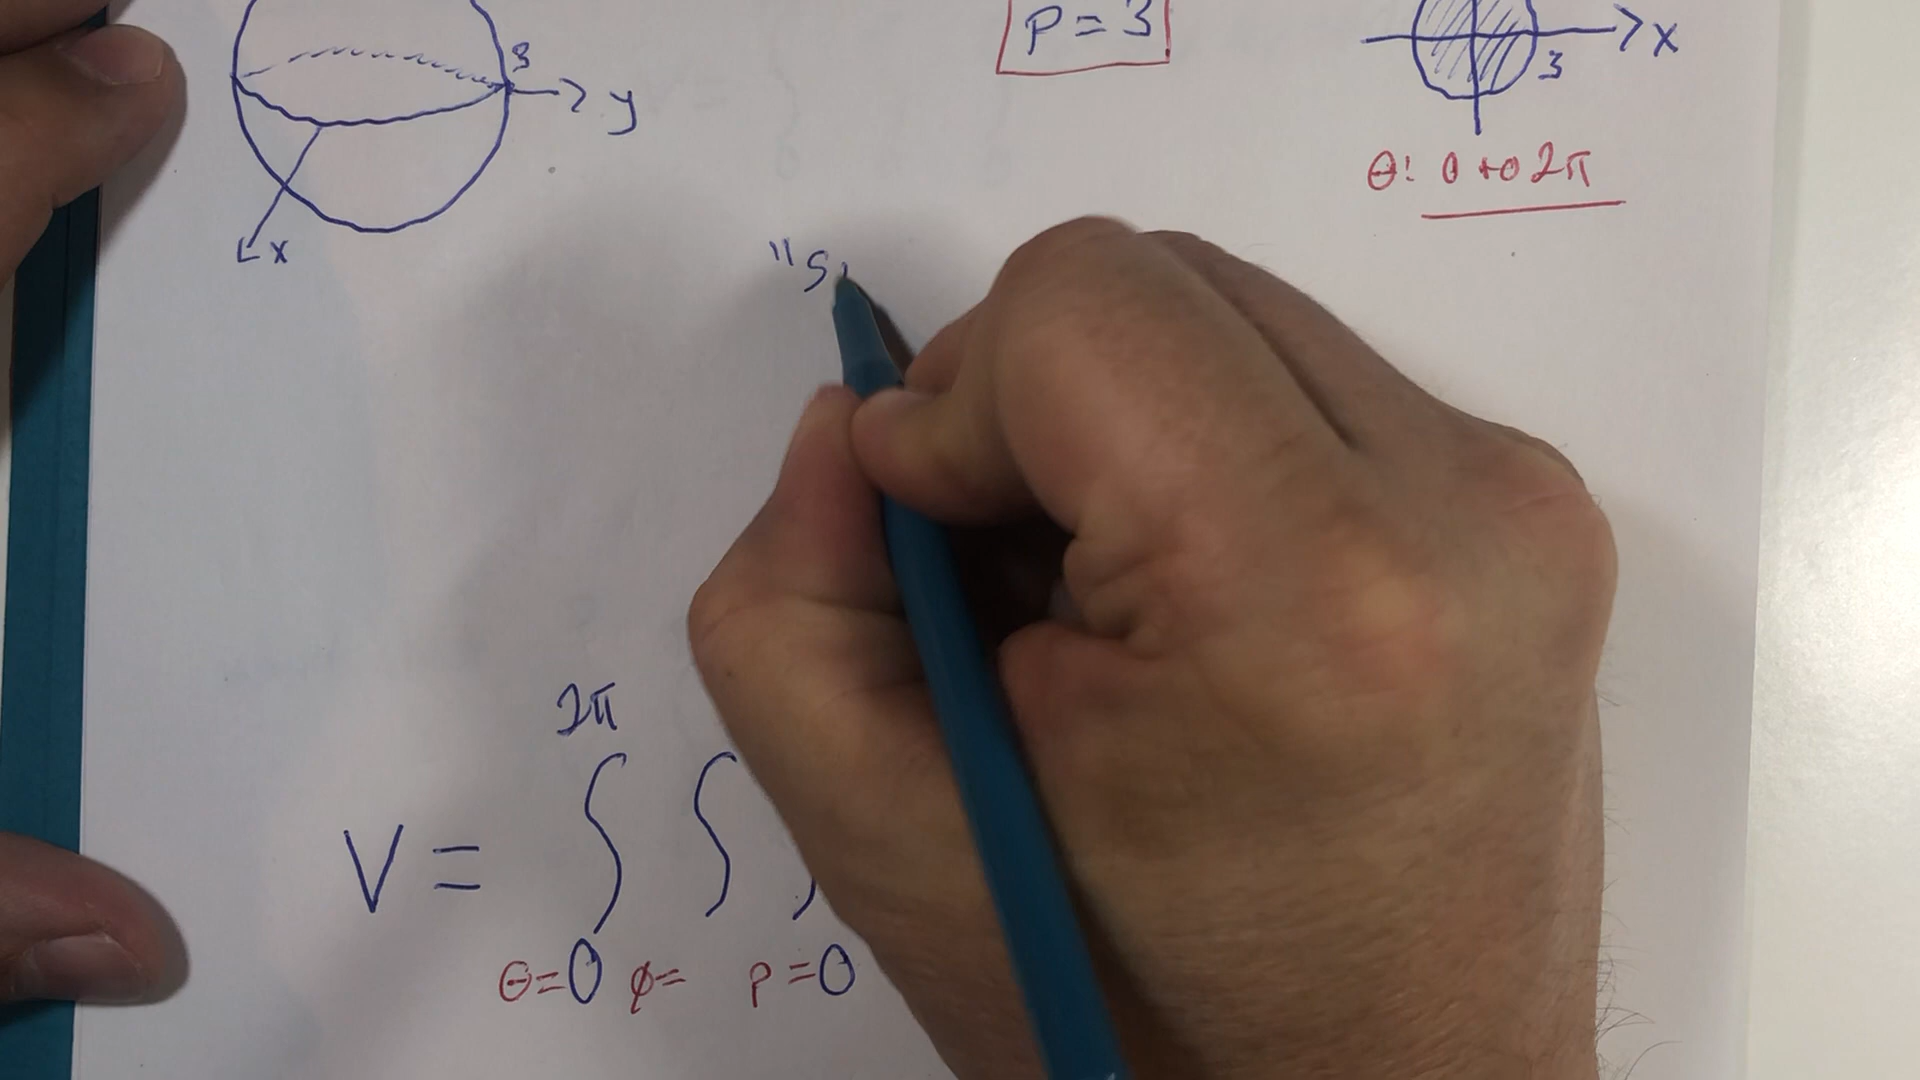 3
y
x
ρ = 3
x
3
θ: 0 to 2π
"S
2π
V = ∫ ∫ ∫
θ=0 φ= ρ=0